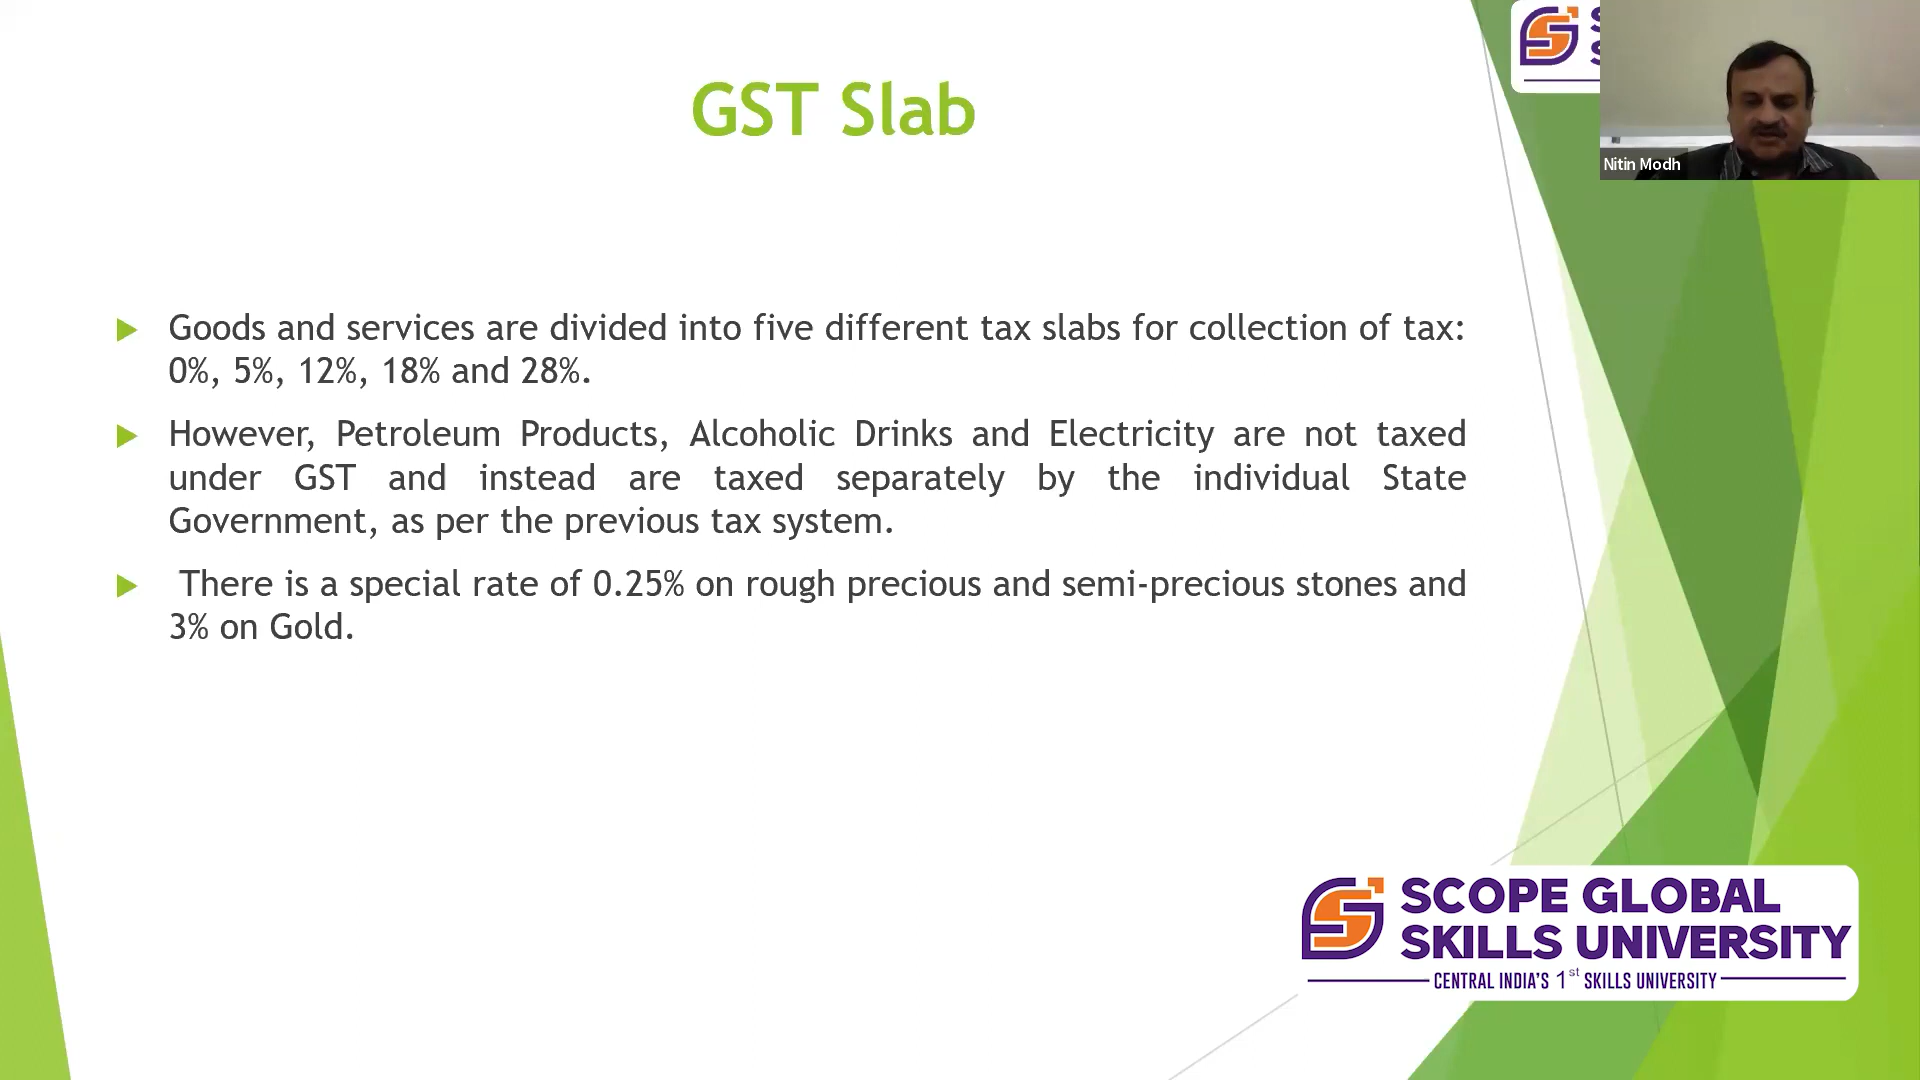 GST Slab
Nitin Modh
Goods and services are divided into five different tax slabs for collection of tax:
0%, 5%, 12%, 18% and 28%.
However, Petroleum Products, Alcoholic Drinks and Electricity are not taxed
under GST and instead are taxed separately by the individual State
Government, as per the previous tax system.
There is a special rate of 0.25% on rough precious and semi-precious stones and
3% on Gold.
SCOPE GLOBAL
SKILLS UNIVERSITY
CENTRAL INDIA'S 1st SKILLS UNIVERSITY